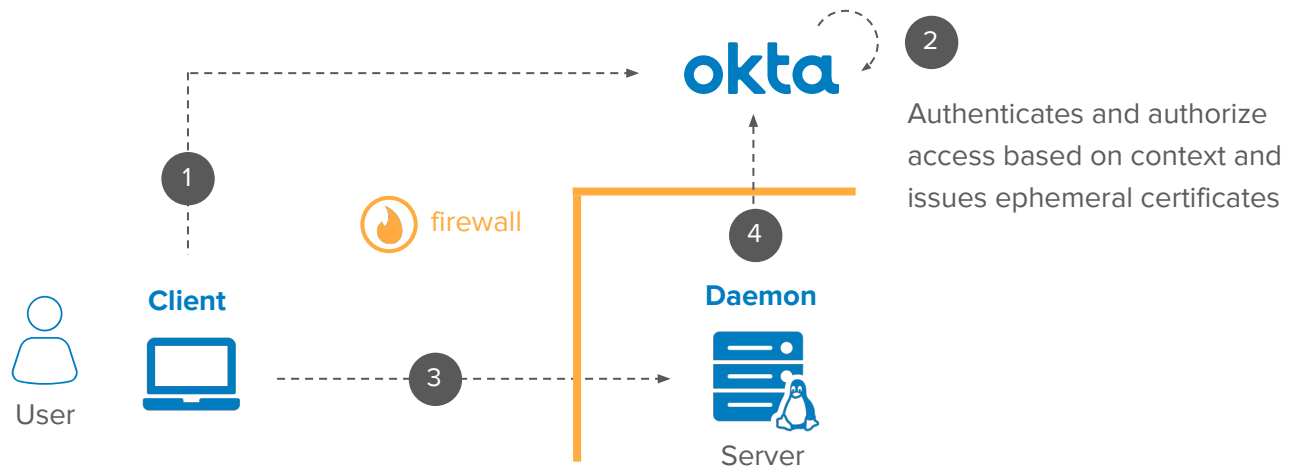 okta
2
Authenticates and authorize
access based on context and
issues ephemeral certificates
1
firewall
4
Client
Daemon
3
User
Server